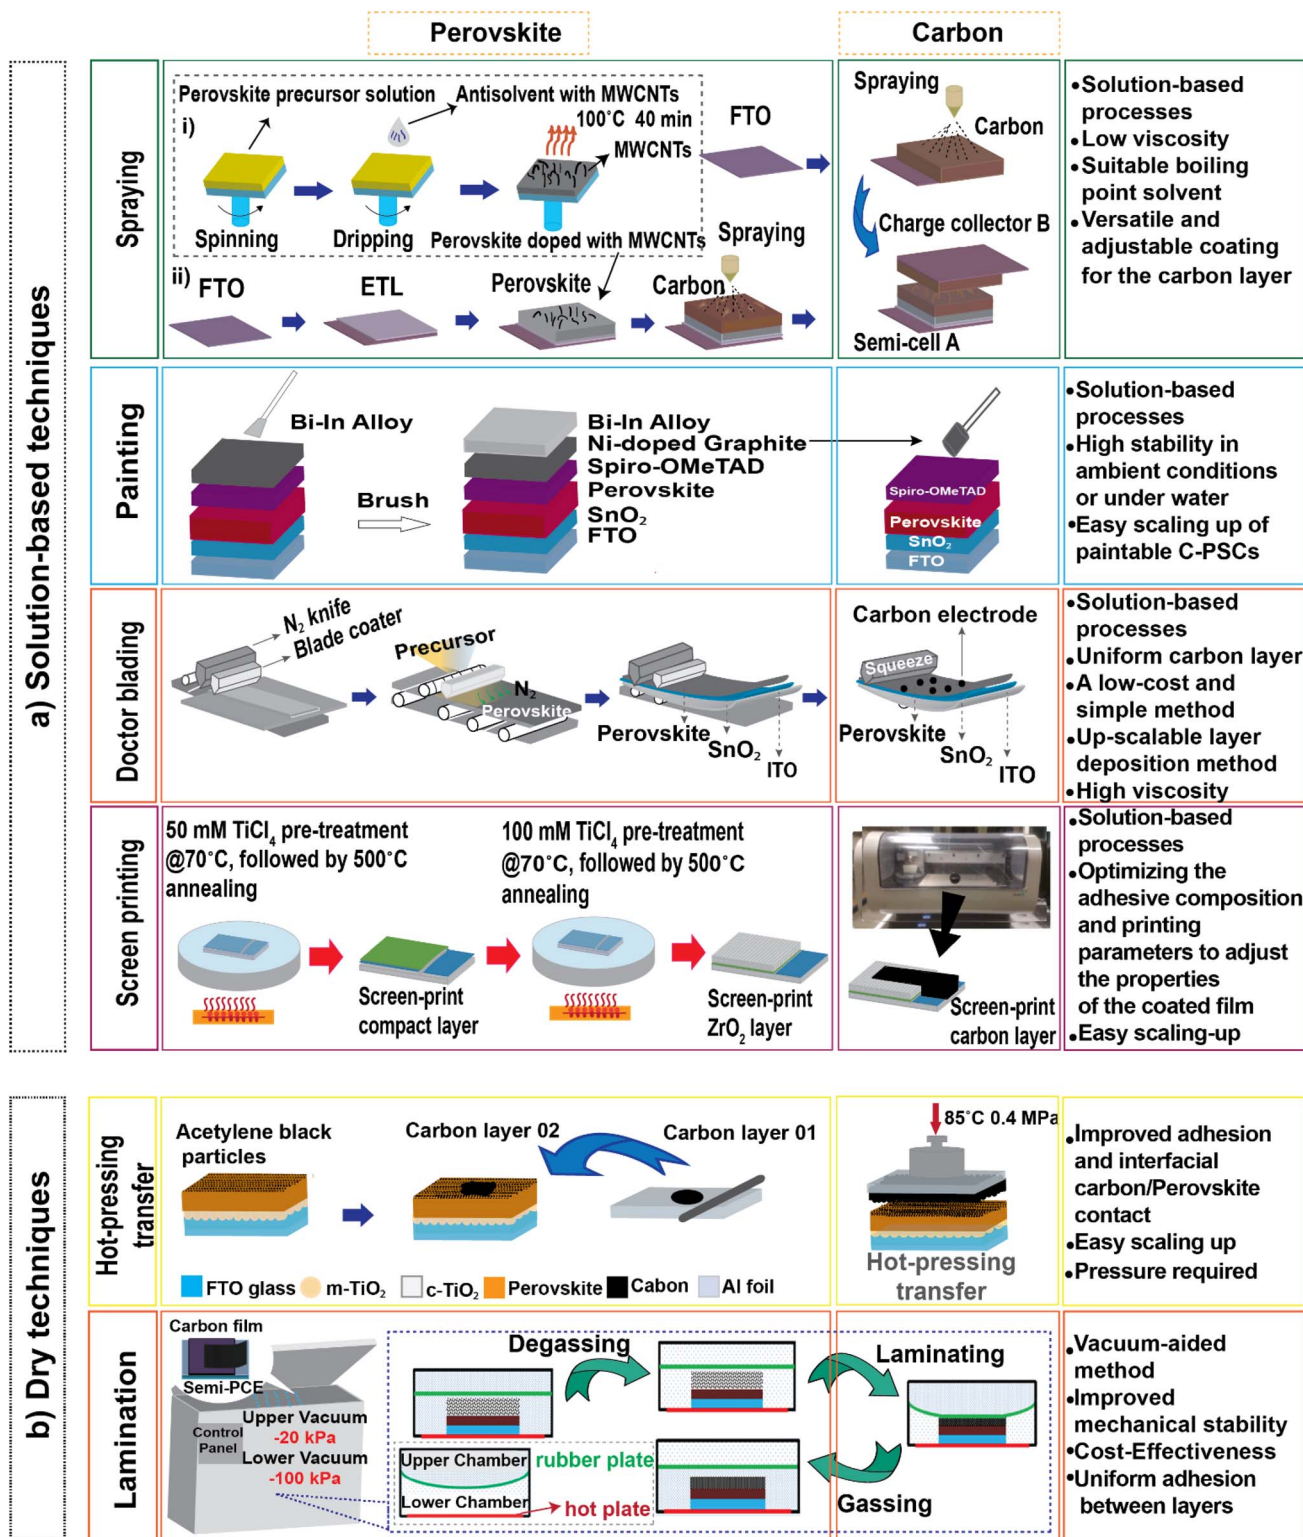 Perovskite
Carbon
a) Solution-based techniques
Spraying
Perovskite precursor solution
Antisolvent with MWCNTs
i)
100°C 40 min
MWCNTs
FTO
Spinning
Dripping
Perovskite doped with MWCNTs
ii)
FTO
ETL
Perovskite
Carbon
Spraying
Spraying
Carbon
Charge collector B
Semi-cell A
•Solution-based
processes
•Low viscosity
•Suitable boiling
point solvent
•Versatile and
adjustable coating
for the carbon layer
Painting
Bi-In Alloy
Brush
Bi-In Alloy
Ni-doped Graphite
Spiro-OMeTAD
Perovskite
SnO₂
FTO
Spiro-OMeTAD
Perovskite
SnO₂
FTO
•Solution-based
processes
•High stability in
ambient conditions
or under water
•Easy scaling up of
paintable C-PSCs
Doctor blading
N₂ knife
Blade coater
Precursor
N₂
Perovskite
Perovskite
SnO₂
ITO
Carbon electrode
Squeeze
Perovskite
SnO₂
ITO
•Solution-based
processes
•Uniform carbon layer
•A low-cost and
simple method
•Up-scalable layer
deposition method
•High viscosity
Screen printing
50 mM TiCl₄ pre-treatment
@70°C, followed by 500°C
annealing
100 mM TiCl₄ pre-treatment
@70°C, followed by 500°C
annealing
Screen-print
compact layer
Screen-print
ZrO₂ layer
Screen-print
carbon layer
•Solution-based
processes
•Optimizing the
adhesive composition
and printing
parameters to adjust
the properties
of the coated film
•Easy scaling-up
b) Dry techniques
Hot-pressing
transfer
Acetylene black
particles
Carbon layer 02
Carbon layer 01
FTO glass
m-TiO₂
c-TiO₂
Perovskite
Cabon
Al foil
85°C 0.4 MPa
Hot-pressing
transfer
•Improved adhesion
and interfacial
carbon/Perovskite
contact
•Easy scaling up
•Pressure required
Lamination
Carbon film
Semi-PCE
Control
Panel
Upper Vacuum
-20 kPa
Lower Vacuum
-100 kPa
Degassing
Laminating
Gassing
Upper Chamber
Lower Chamber
rubber plate
hot plate
•Vacuum-aided
method
•Improved
mechanical stability
•Cost-Effectiveness
•Uniform adhesion
between layers